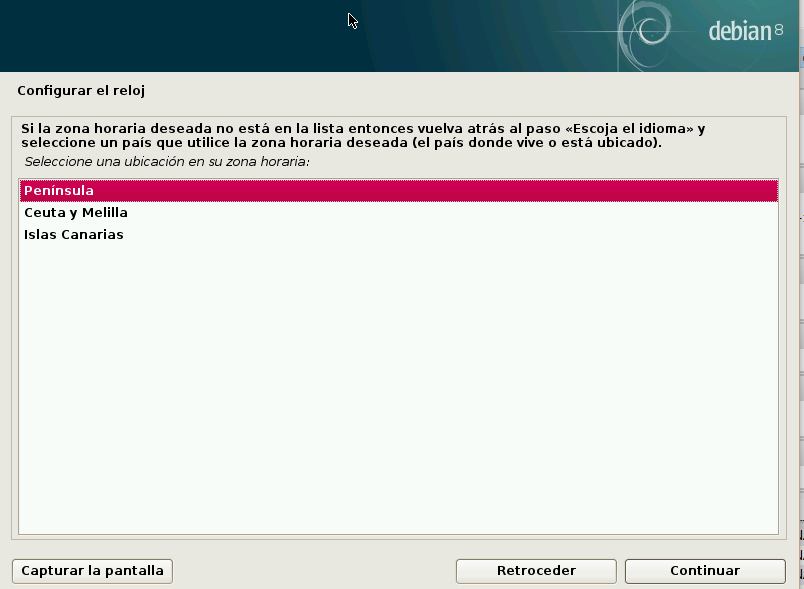 debian 8
Configurar el reloj
Si la zona horaria deseada no está en la lista entonces vuelva atrás al paso «Escoja el idioma» y
seleccione un país que utilice la zona horaria deseada (el país donde vive o está ubicado).
Seleccione una ubicación en su zona horaria:
Península
Ceuta y Melilla
Islas Canarias
Capturar la pantalla
Retroceder
Continuar